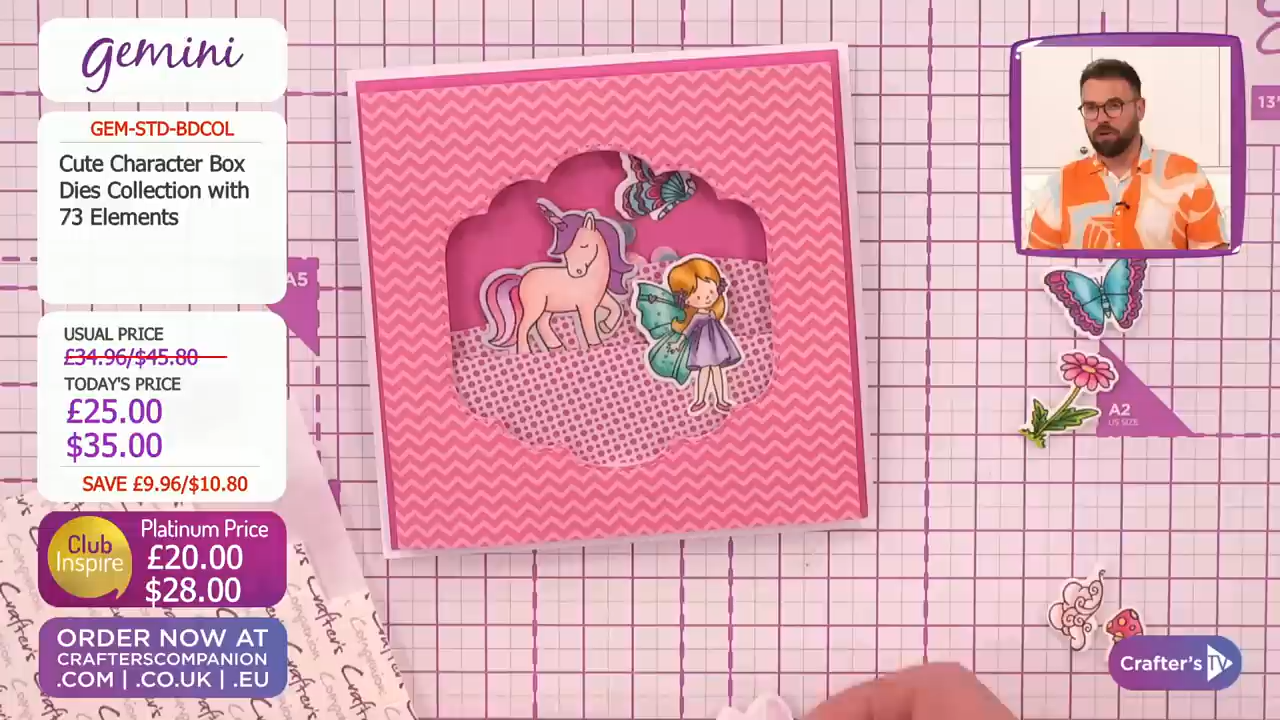 gemini
GEM-STD-BDCOL
Cute Character Box
Dies Collection with
73 Elements
USUAL PRICE
£34.96/$45.80
TODAY'S PRICE
£25.00
$35.00
SAVE £9.96/$10.80
Club
Inspire
Platinum Price
£20.00
$28.00
ORDER NOW AT
CRAFTERSCOMPANION
.COM | .CO.UK | .EU
A5
13"
A2
US SIZE
Crafter's
Companion
Crafter's TV